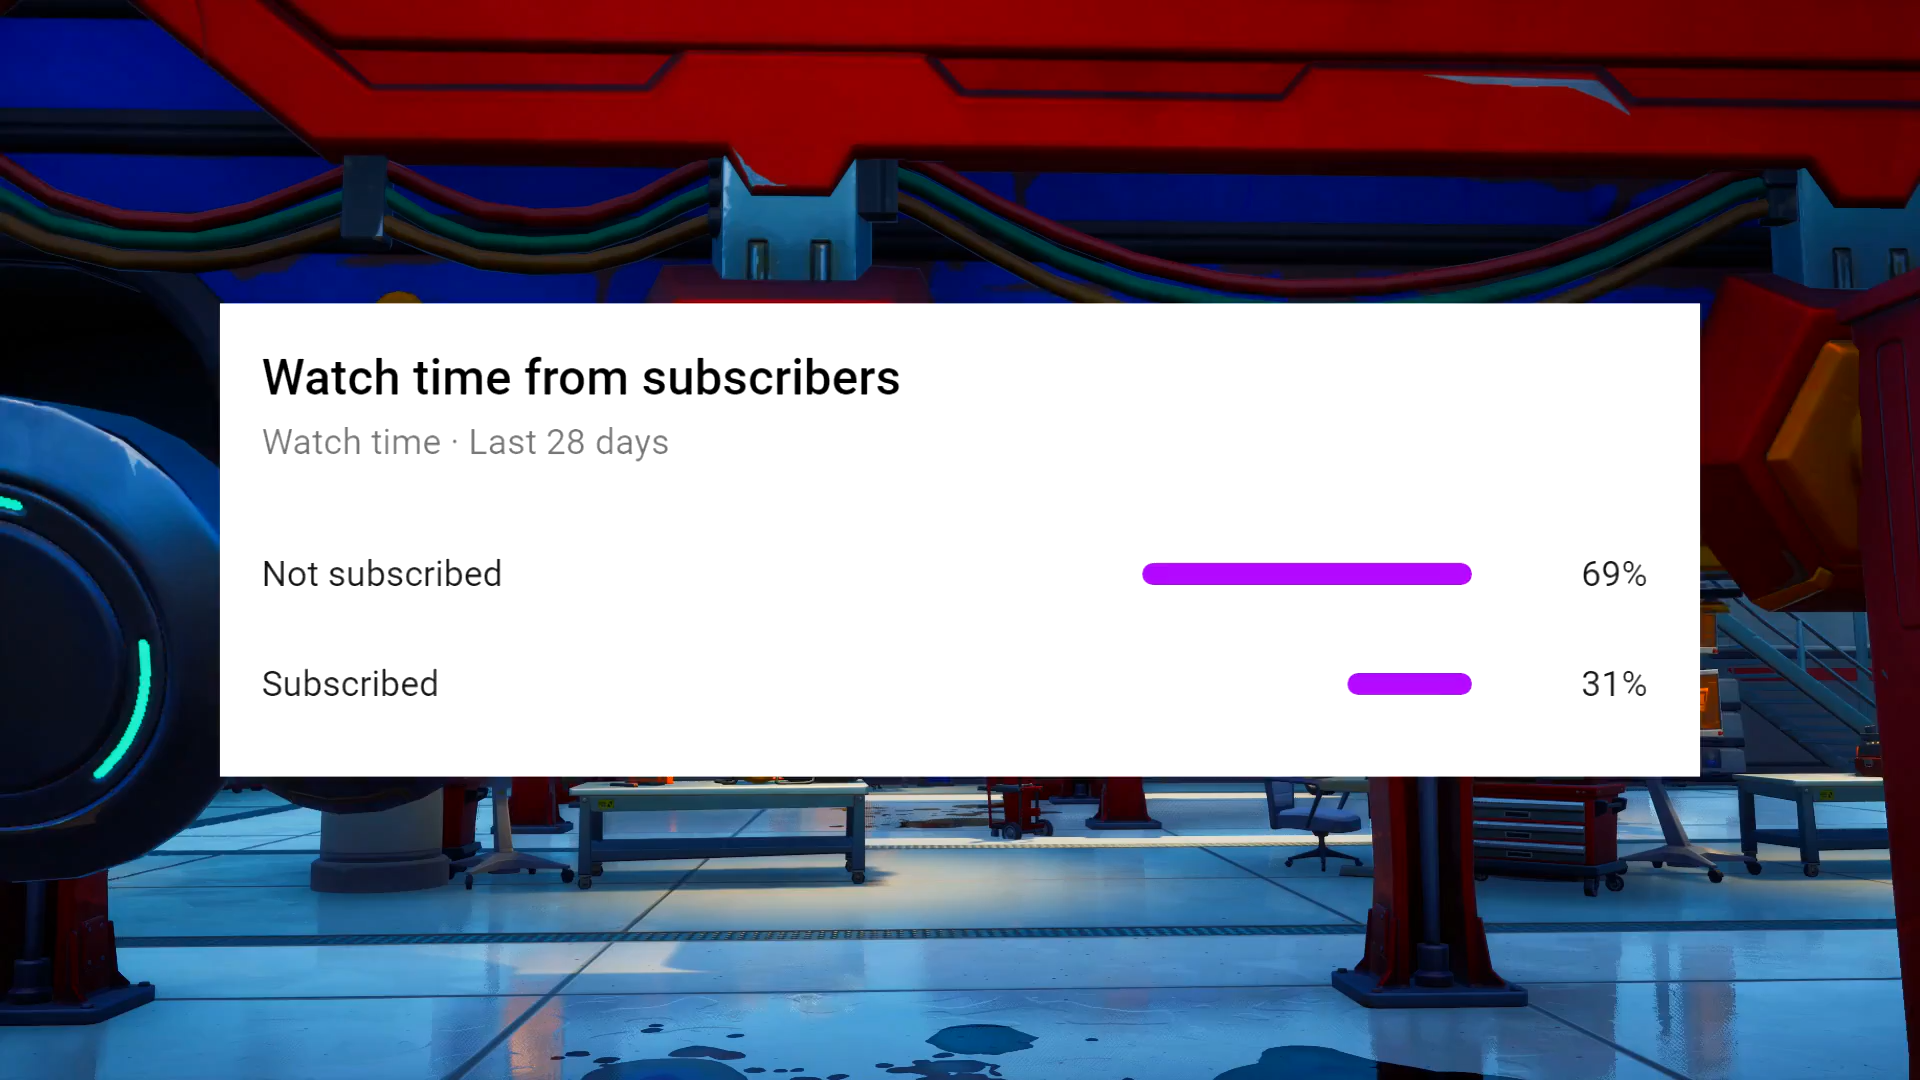 Watch time from subscribers
Watch time · Last 28 days
Not subscribed 69%
Subscribed 31%